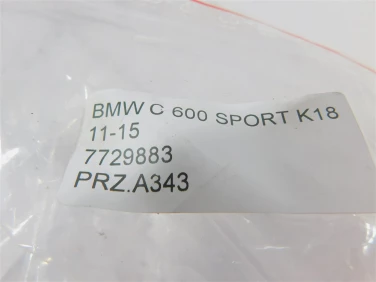 BMW C 600 SPORT K18
11-15
7729883
PRZ.A343